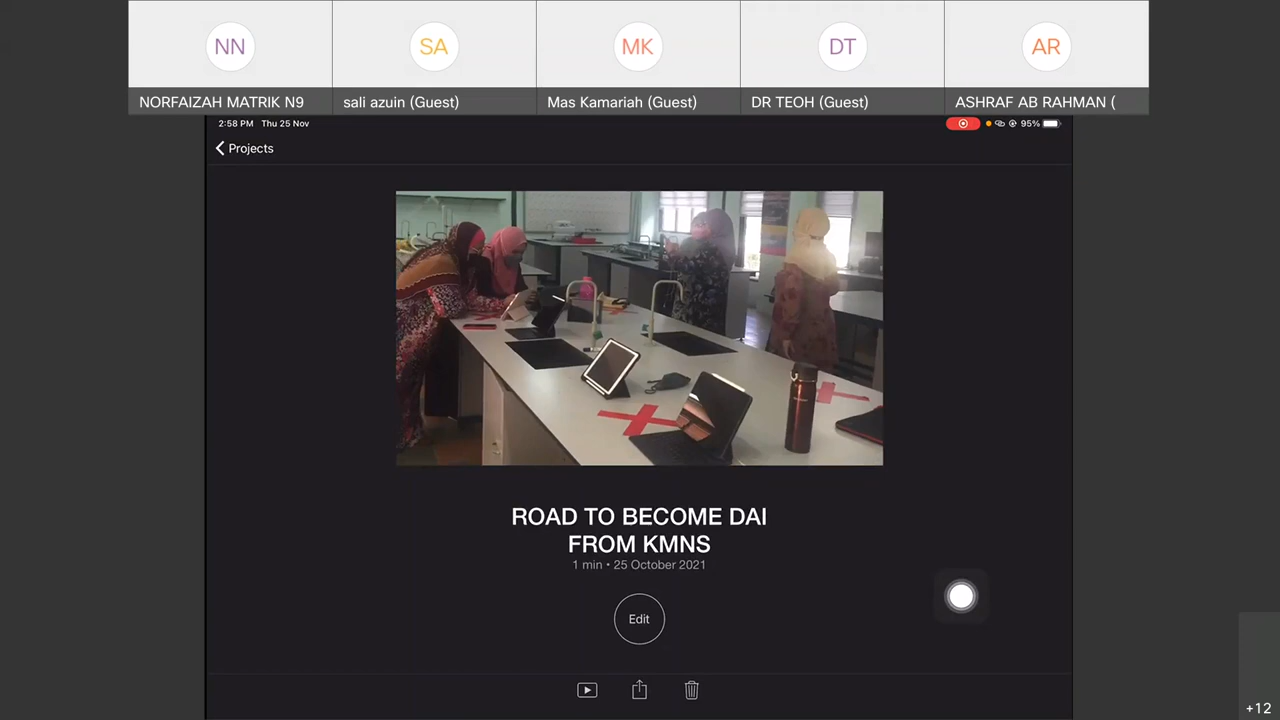 NN SA MK DT AR
NORFAIZAH MATRIK N9 sali azuin (Guest) Mas Kamariah (Guest) DR TEOH (Guest) ASHRAF AB RAHMAN (
2:58 PM Thu 25 Nov 95%
Projects
ROAD TO BECOME DAI
FROM KMNS
1 min • 25 October 2021
Edit
+12